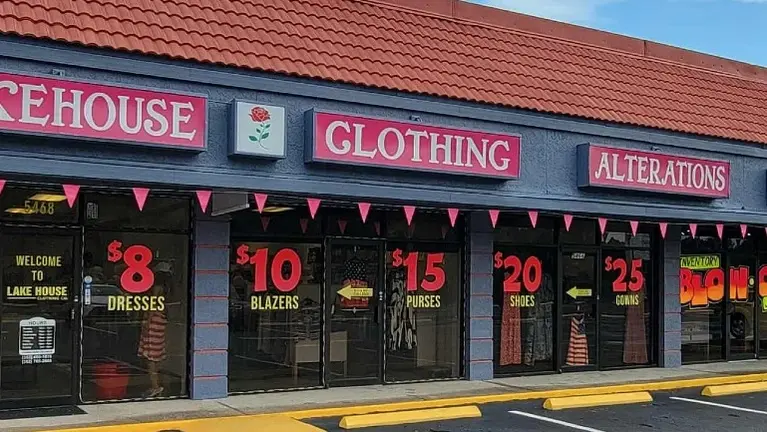 KEHOUSE
CLOTHING
ALTERATIONS
5468
WELCOME
TO
LAKE HOUSE
$8
DRESSES
$10
BLAZERS
$15
PURSES
$20
SHOES
$25
GOWNS
INVENTORY
BLOW-O